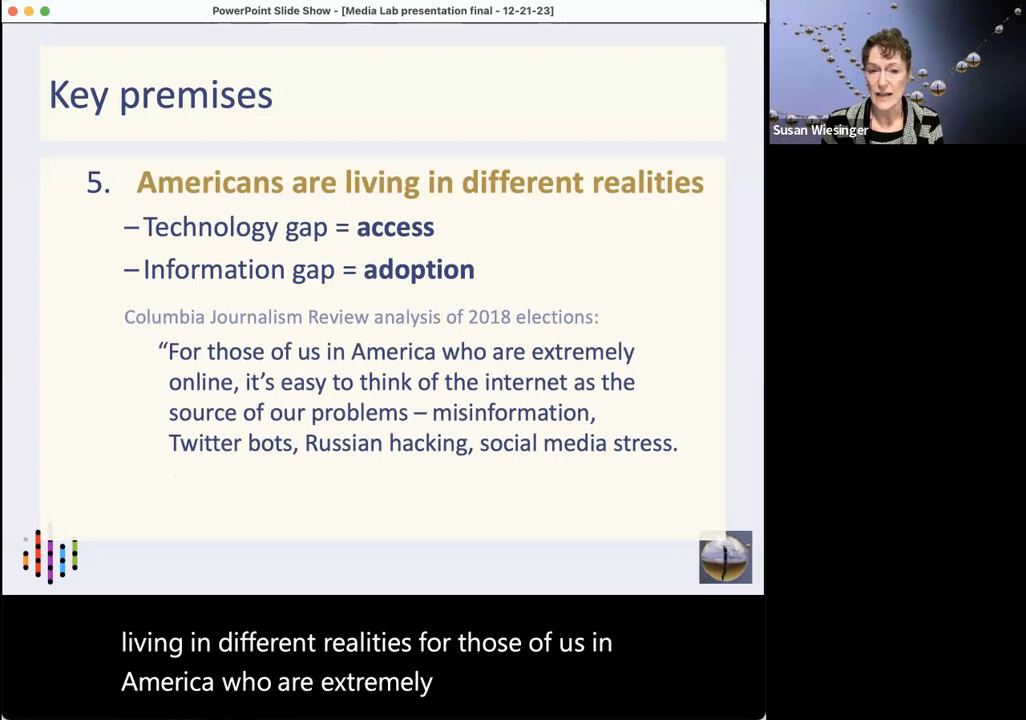 PowerPoint Slide Show - [Media Lab presentation final - 12-21-23]
Key premises
Susan Wiesinger
5. Americans are living in different realities
–Technology gap = access
–Information gap = adoption
Columbia Journalism Review analysis of 2018 elections:
“For those of us in America who are extremely
online, it’s easy to think of the internet as the
source of our problems – misinformation,
Twitter bots, Russian hacking, social media stress.
living in different realities for those of us in
America who are extremely